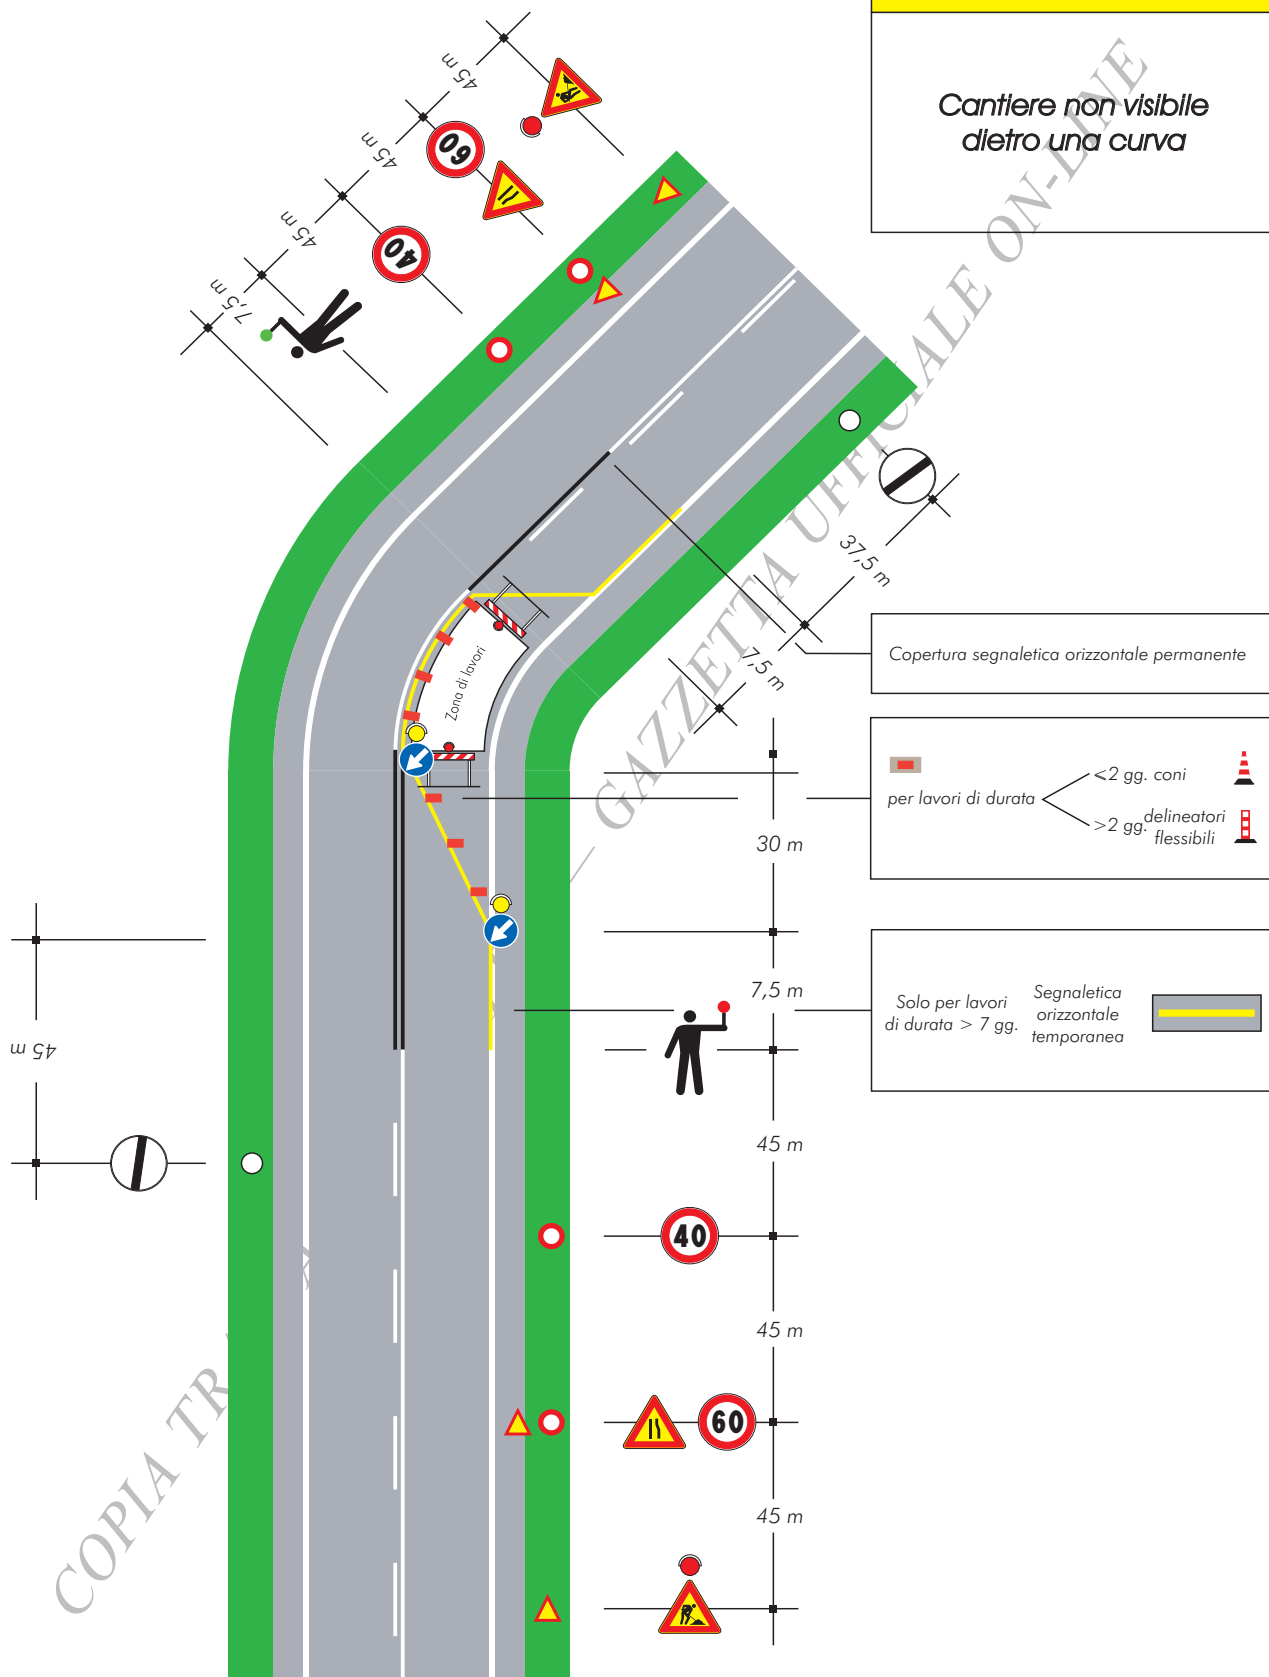 Cantiere non visibile
dietro una curva
45 m
45 m
45 m
7,5 m
60
40
37,5 m
7,5 m
Zona di lavori
Copertura segnaletica orizzontale permanente
per lavori di durata
<2 gg. coni
>2 gg. delineatori
flessibili
30 m
7,5 m
Solo per lavori
di durata > 7 gg.
Segnaletica
orizzontale
temporanea
45 m
45 m
40
45 m
60
45 m
COPIA TR
GAZZETTA UFFICIALE ON-LINE